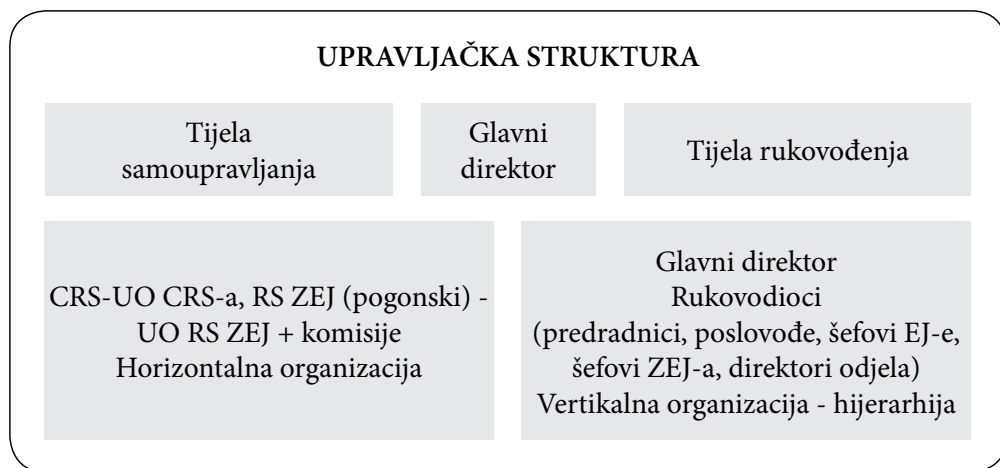 UPRAVLJAČKA STRUKTURA
Tijela
samoupravljanja
Glavni
direktor
Tijela rukovođenja
CRS-UO CRS-a, RS ZEJ (pogonski) -
UO RS ZEJ + komisije
Horizontalna organizacija
Glavni direktor
Rukovodioci
(predradnici, poslovođe, šefovi EJ-e,
šefovi ZEJ-a, direktori odjela)
Vertikalna organizacija - hijerarhija